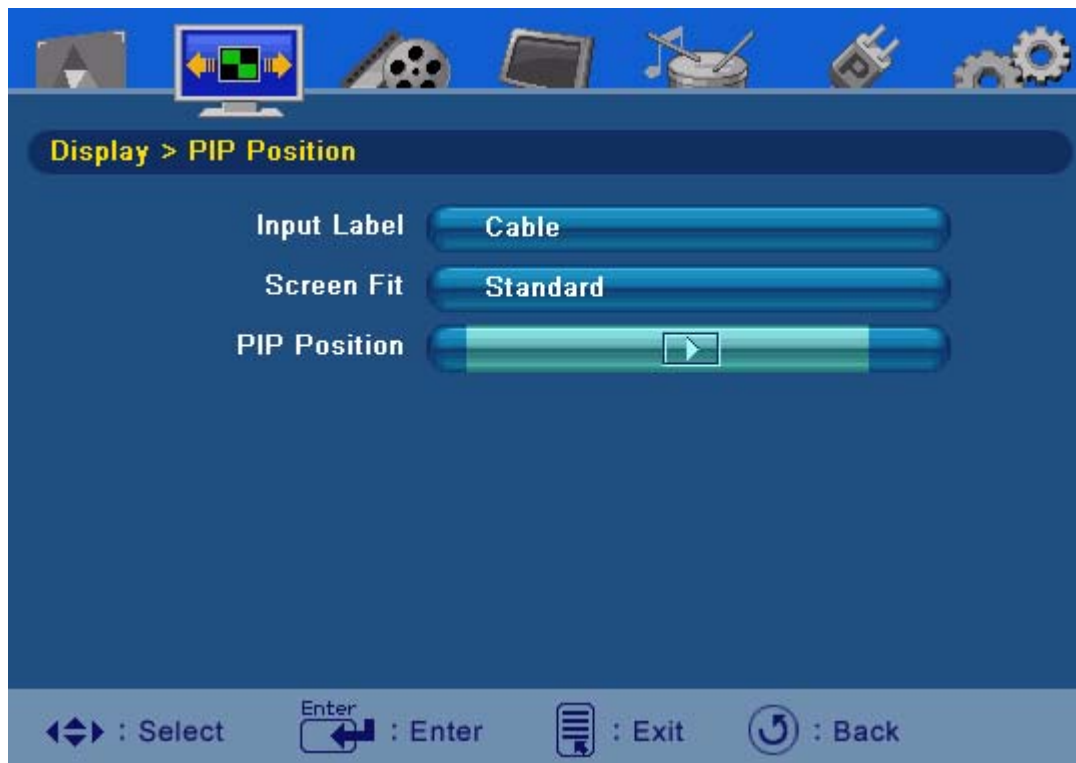 Display > PIP Position
Input Label Cable
Screen Fit Standard
PIP Position
Enter
: Select : Enter : Exit : Back